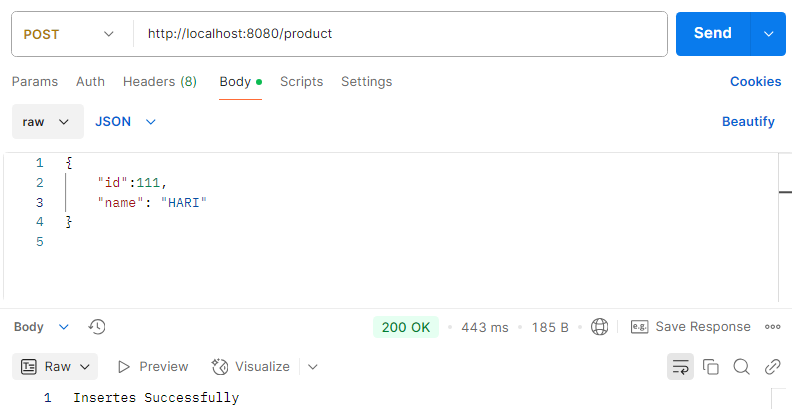 POST http://localhost:8080/product Send
Params Auth Headers (8) Body Scripts Settings Cookies
raw JSON Beautify
1 {
2 "id":111,
3 "name": "HARI"
4 }
5
Body 200 OK 443 ms 185 B e.g. Save Response
Raw Preview Visualize
1 Insertes Successfully